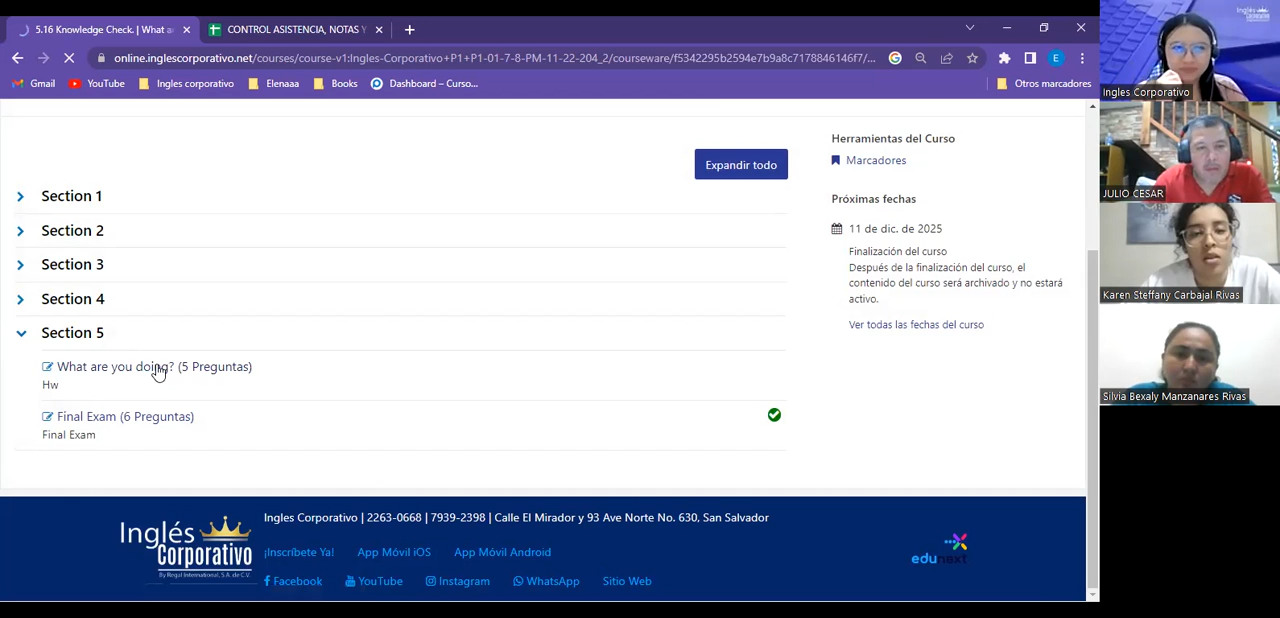 5.16 Knowledge Check. | What a
CONTROL ASISTENCIA, NOTAS Y
online.inglescorporativo.net/courses/course-v1:Ingles-Corporativo+P1+P1-01-7-8-PM-11-22-204_2/courseware/f5342295b2594e7b9a8c7178846146f7/...
E
Gmail
YouTube
Ingles corporativo
Elenaaa
Books
Dashboard – Curso...
Otros marcadores
Expandir todo
Section 1
Section 2
Section 3
Section 4
Section 5
What are you doing? (5 Preguntas)
Hw
Final Exam (6 Preguntas)
Final Exam
Herramientas del Curso
Marcadores
Próximas fechas
11 de dic. de 2025
Finalización del curso
Después de la finalización del curso, el
contenido del curso será archivado y no estará
activo.
Ver todas las fechas del curso
Inglés
Corporativo
By Regal International, S.A. de C.V.
Ingles Corporativo | 2263-0668 | 7939-2398 | Calle El Mirador y 93 Ave Norte No. 630, San Salvador
¡Inscríbete Ya!
App Móvil iOS
App Móvil Android
Facebook
YouTube
Instagram
WhatsApp
Sitio Web
edunext
Inglés
Corporativo
Ingles Corporativo
JULIO CESAR
Karen Steffany Carbajal Rivas
Silvia Bexaly Manzanares Rivas